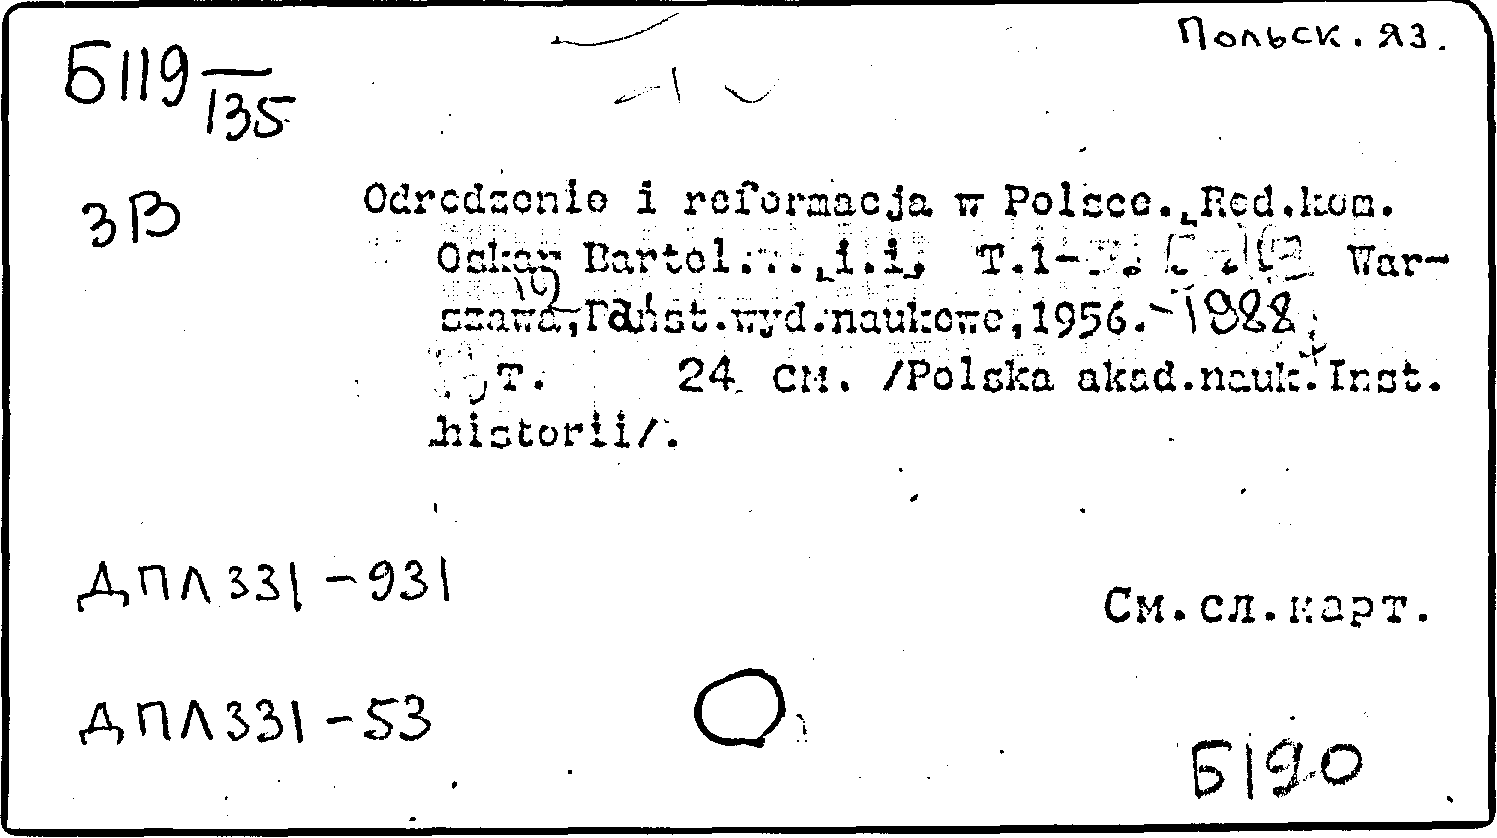 Польск. яз.
Б119
135
3В
Odrodzenie i reformacja w Polsce. Red.kom.
Oskar Bartel... i.i. T.1- War-
szawa, Państ.wyd.naukowe,1956.-1988.
т. 24 см. /Polska akad.nauk. Inst.
historii/.
ДПЛ331-931
См.сл.карт.
ДПЛ331-53
Б190